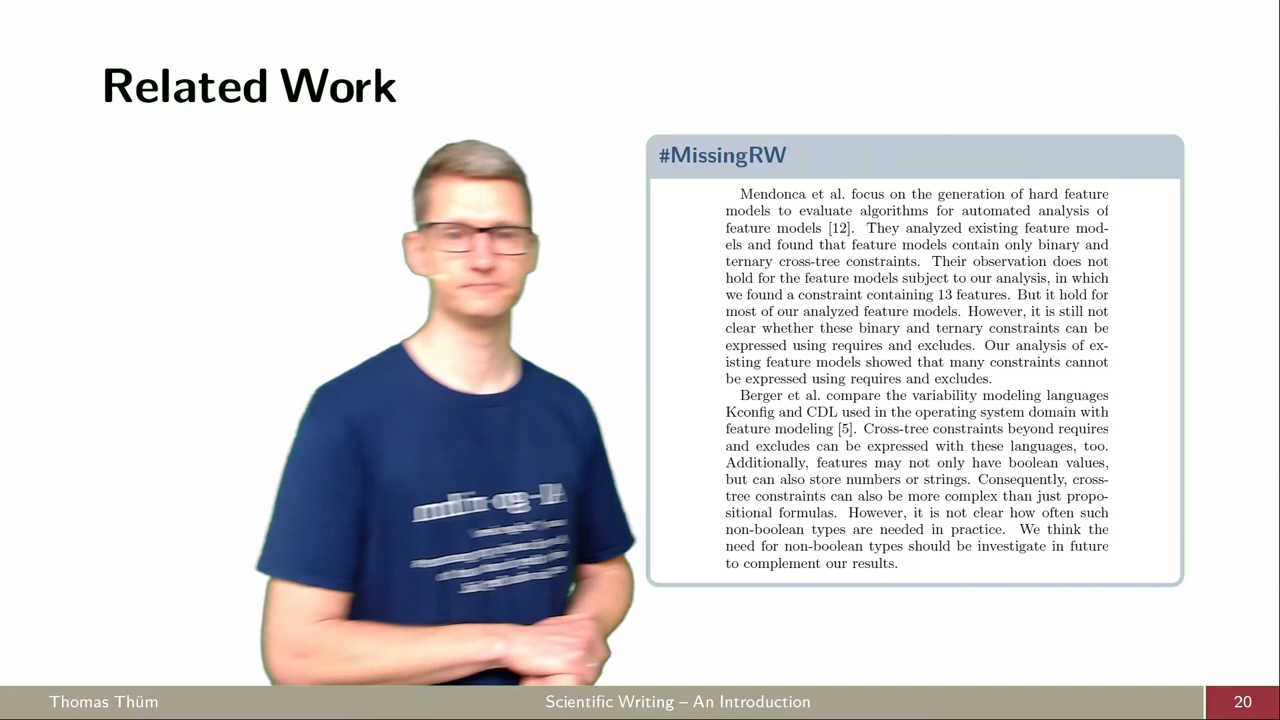 Related Work
#MissingRW
Mendonca et al. focus on the generation of hard feature
models to evaluate algorithms for automated analysis of
feature models [12]. They analyzed existing feature mod-
els and found that feature models contain only binary and
ternary cross-tree constraints. Their observation does not
hold for the feature models subject to our analysis, in which
we found a constraint containing 13 features. But it hold for
most of our analyzed feature models. However, it is still not
clear whether these binary and ternary constraints can be
expressed using requires and excludes. Our analysis of ex-
isting feature models showed that many constraints cannot
be expressed using requires and excludes.
Berger et al. compare the variability modeling languages
Kconfig and CDL used in the operating system domain with
feature modeling [5]. Cross-tree constraints beyond requires
and excludes can be expressed with these languages, too.
Additionally, features may not only have boolean values,
but can also store numbers or strings. Consequently, cross-
tree constraints can also be more complex than just propo-
sitional formulas. However, it is not clear how often such
non-boolean types are needed in practice. We think the
need for non-boolean types should be investigate in future
to complement our results.
Thomas Thüm
Scientific Writing – An Introduction
20